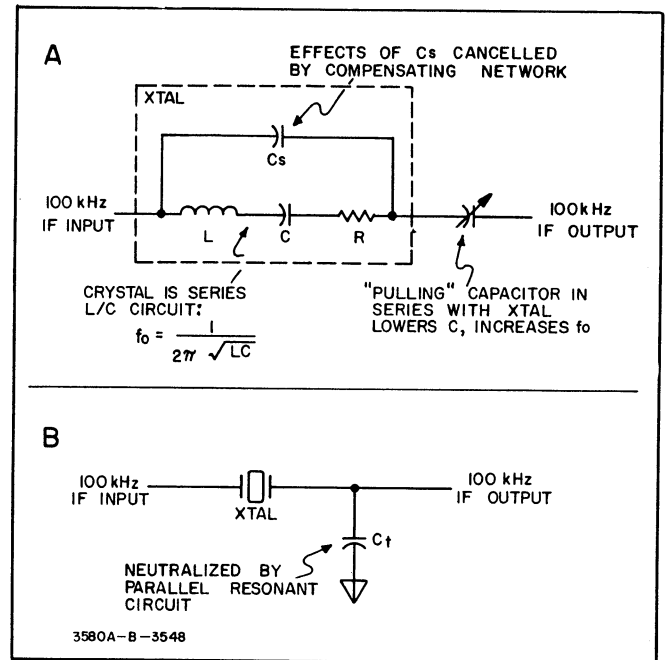 A
EFFECTS OF Cs CANCELLED
BY COMPENSATING NETWORK
XTAL
Cs
100 kHz
IF INPUT
L
C
R
100kHz
IF OUTPUT
CRYSTAL IS SERIES
L/C CIRCUIT:
fo = 1 / 2π √LC
"PULLING" CAPACITOR IN
SERIES WITH XTAL
LOWERS C, INCREASES fo
B
100 kHz
IF INPUT
XTAL
100 kHz
IF OUTPUT
Ct
NEUTRALIZED BY
PARALLEL RESONANT
CIRCUIT
3580A-B-3548